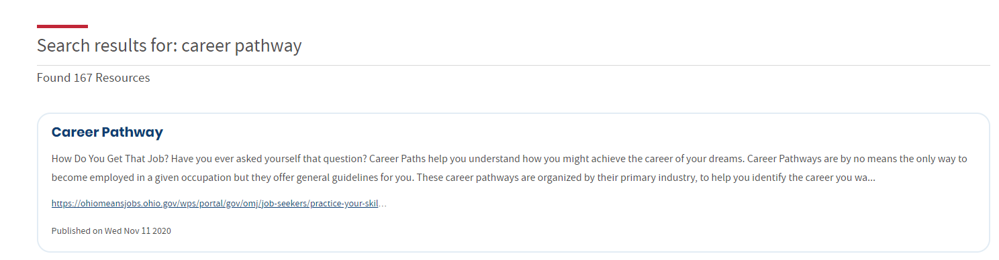 Search results for: career pathway
Found 167 Resources
Career Pathway
How Do You Get That Job? Have you ever asked yourself that question? Career Paths help you understand how you might achieve the career of your dreams. Career Pathways are by no means the only way to
become employed in a given occupation but they offer general guidelines for you. These career pathways are organized by their primary industry, to help you identify the career you wa...
https://ohiomeansjobs.ohio.gov/wps/portal/gov/omj/job-seekers/practice-your-skil...
Published on Wed Nov 11 2020